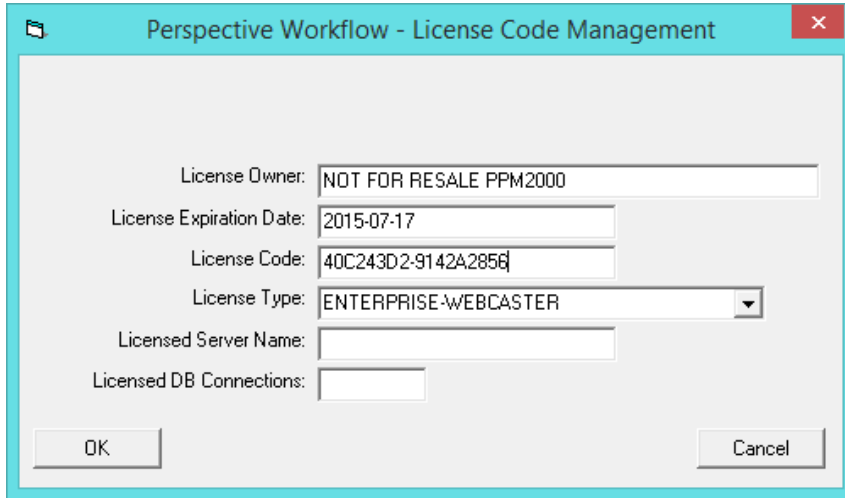 Perspective Workflow - License Code Management
License Owner: NOT FOR RESALE PPM2000
License Expiration Date: 2015-07-17
License Code: 40C243D2-9142A2856
License Type: ENTERPRISE-WEBCASTER
Licensed Server Name:
Licensed DB Connections:
OK Cancel